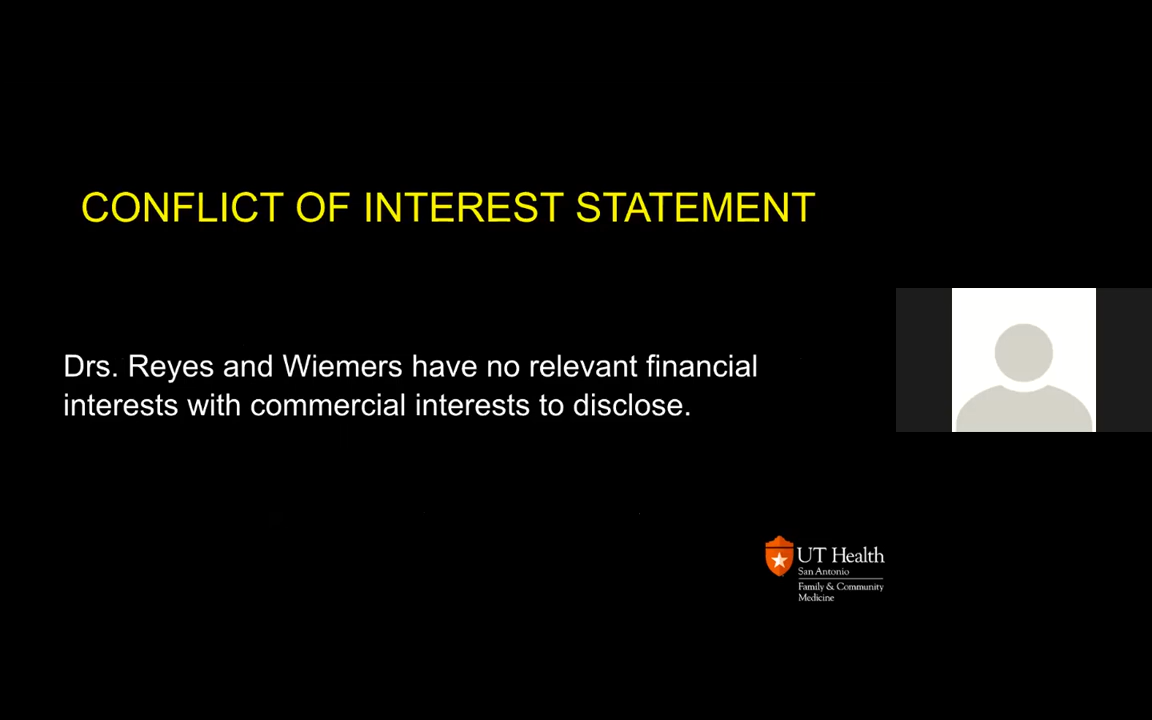 CONFLICT OF INTEREST STATEMENT
Drs. Reyes and Wiemers have no relevant financial
interests with commercial interests to disclose.
UT Health
San Antonio
Family & Community
Medicine